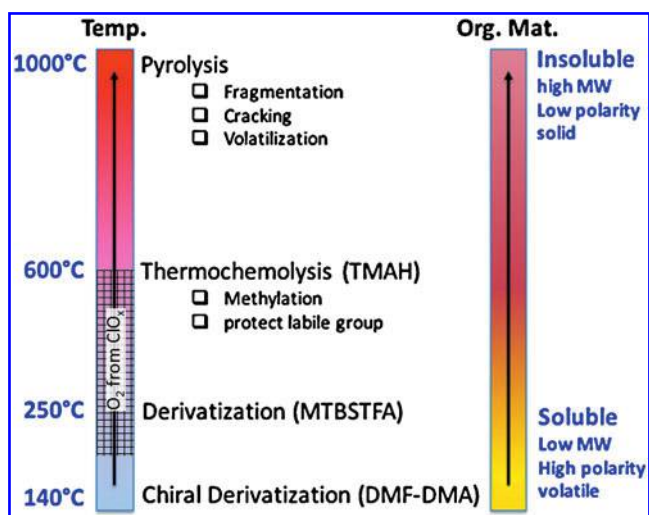 Temp.
Org. Mat.
1000°C
Pyrolysis
Fragmentation
Cracking
Volatilization
Insoluble
high MW
Low polarity
solid
600°C
Thermochemolysis (TMAH)
Methylation
protect labile group
O₂ from ClOₓ
250°C
Derivatization (MTBSTFA)
Soluble
Low MW
High polarity
volatile
140°C
Chiral Derivatization (DMF-DMA)